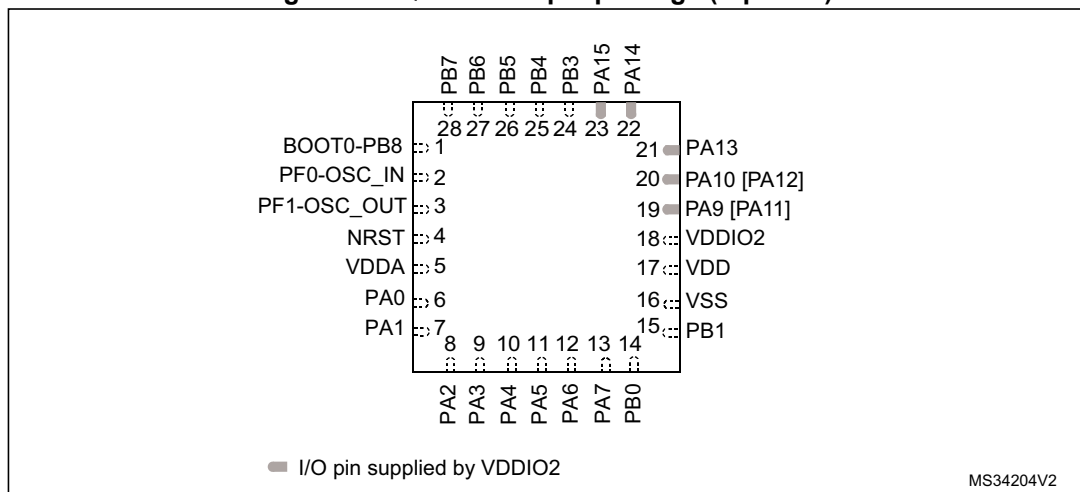 PB7
PB6
PB5
PB4
PB3
PA15
PA14
28 27 26 25 24 23 22
BOOT0-PB8 1
PF0-OSC_IN 2
PF1-OSC_OUT 3
NRST 4
VDDA 5
PA0 6
PA1 7
21 PA13
20 PA10 [PA12]
19 PA9 [PA11]
18 VDDIO2
17 VDD
16 VSS
15 PB1
8 9 10 11 12 13 14
PA2
PA3
PA4
PA5
PA6
PA7
PB0
I/O pin supplied by VDDIO2
MS34204V2